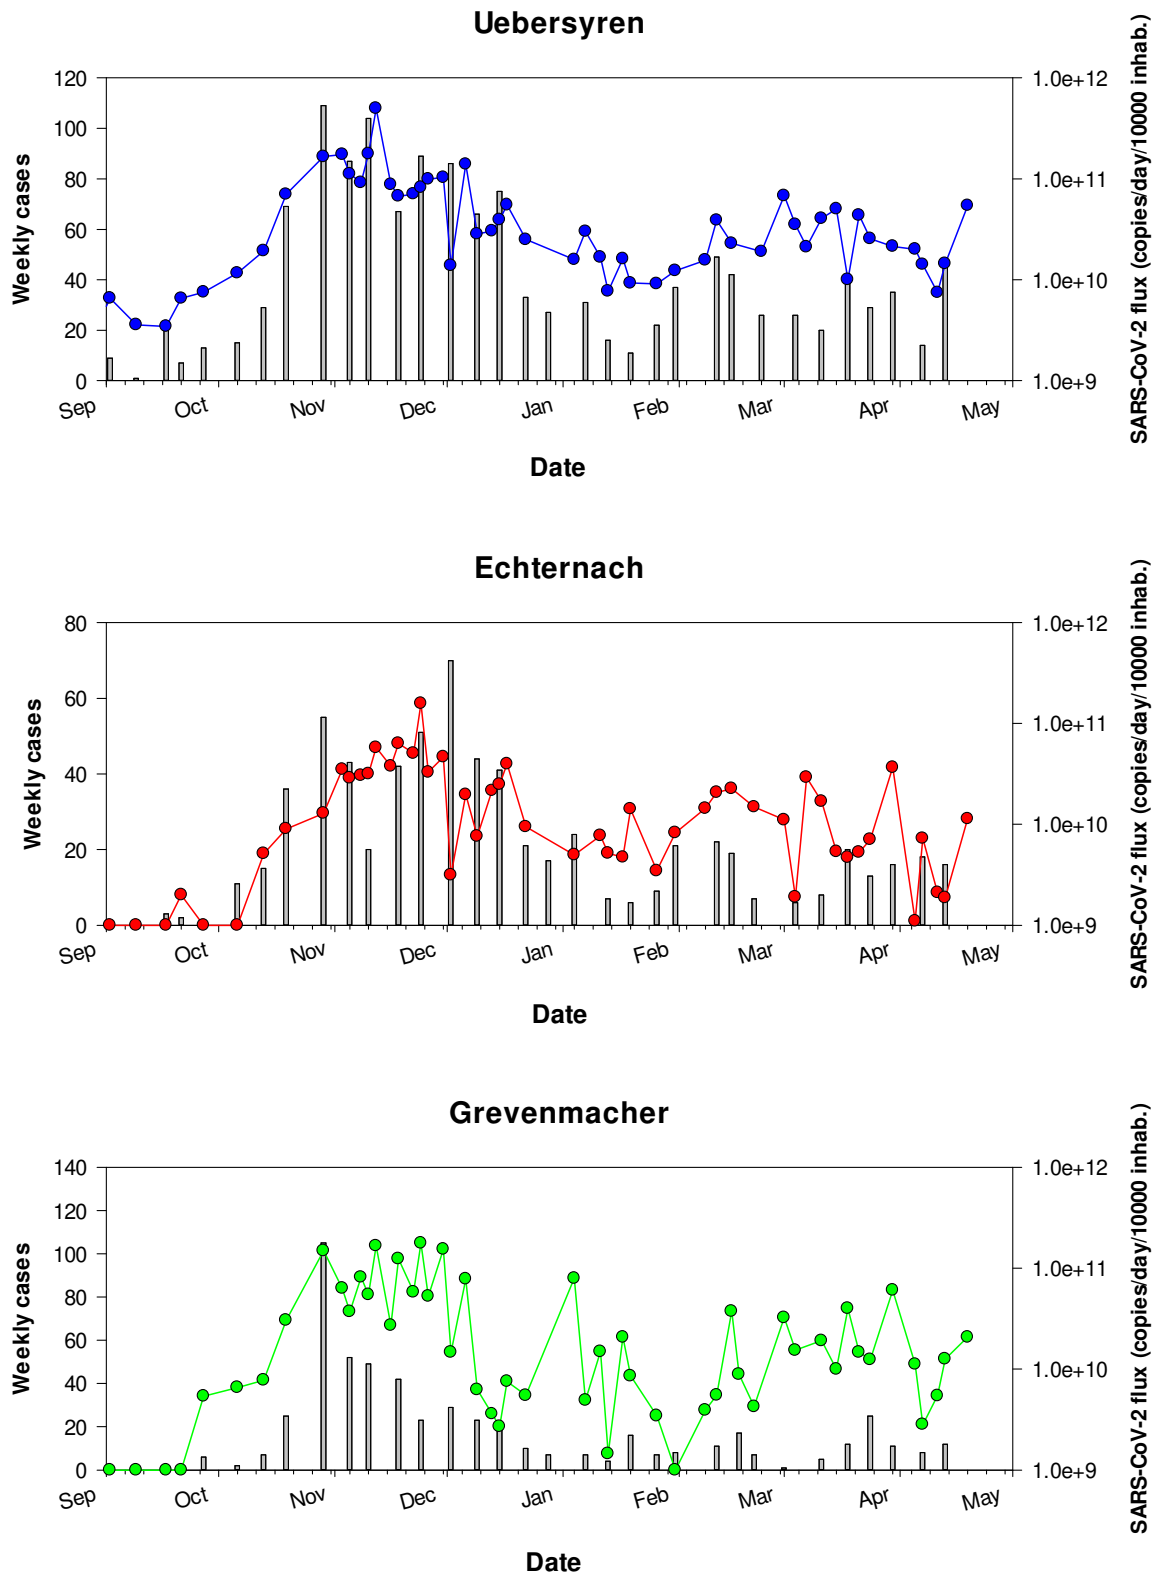 Uebersyren
Weekly cases
120
100
80
60
40
20
0
1.0e+12
1.0e+11
1.0e+10
1.0e+9
SARS-CoV-2 flux (copies/day/10000 inhab.)
Sep Oct Nov Dec Jan Feb Mar Apr May
Date
Echternach
Weekly cases
80
60
40
20
0
1.0e+12
1.0e+11
1.0e+10
1.0e+9
SARS-CoV-2 flux (copies/day/10000 inhab.)
Sep Oct Nov Dec Jan Feb Mar Apr May
Date
Grevenmacher
Weekly cases
140
120
100
80
60
40
20
0
1.0e+12
1.0e+11
1.0e+10
1.0e+9
SARS-CoV-2 flux (copies/day/10000 inhab.)
Sep Oct Nov Dec Jan Feb Mar Apr May
Date